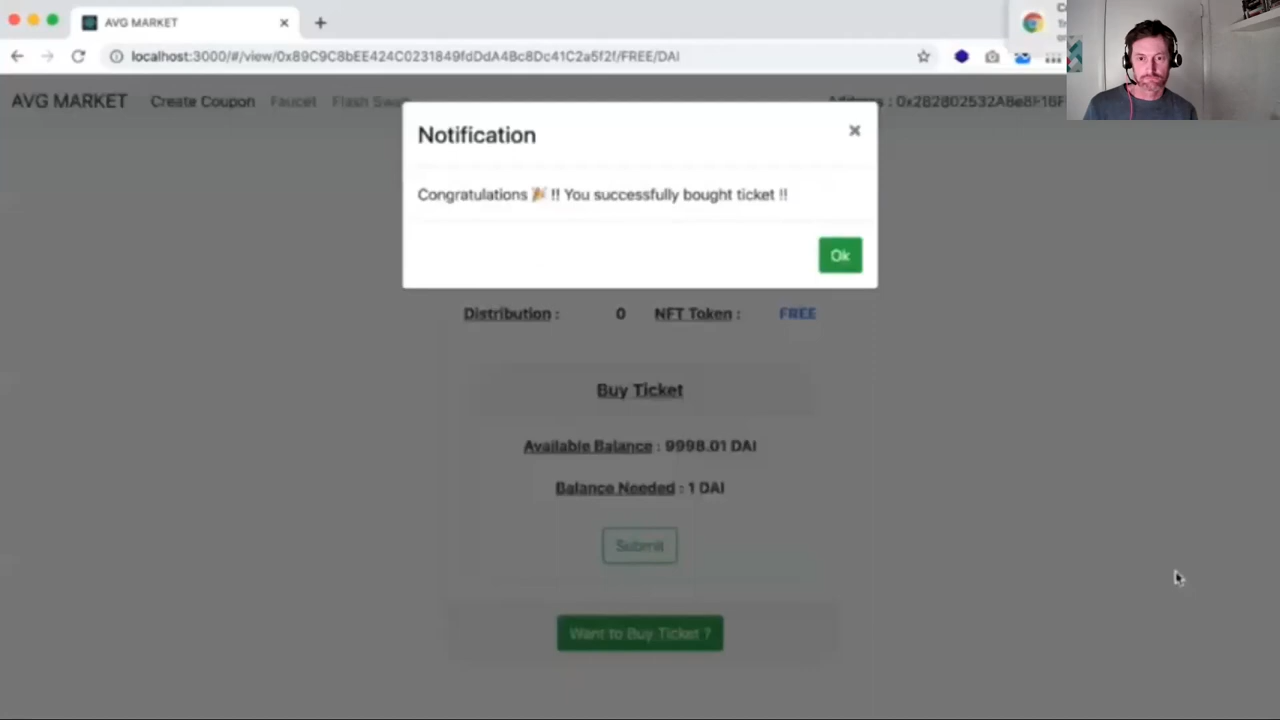 AVG MARKET
localhost:3000/#/view/0x89C9C8bEE424C0231849fdDdA4Bc8Dc41C2a5f2f/FREE/DAI
AVG MARKET Create Coupon Faucet Flash Swap Address : 0x282802532ABe8F16F
Notification ×
Congratulations 🎉 !! You successfully bought ticket !!
Ok
Distribution : 0 NFT Token : FREE
Buy Ticket
Available Balance : 9998.01 DAI
Balance Needed : 1 DAI
Submit
Want to Buy Ticket ?